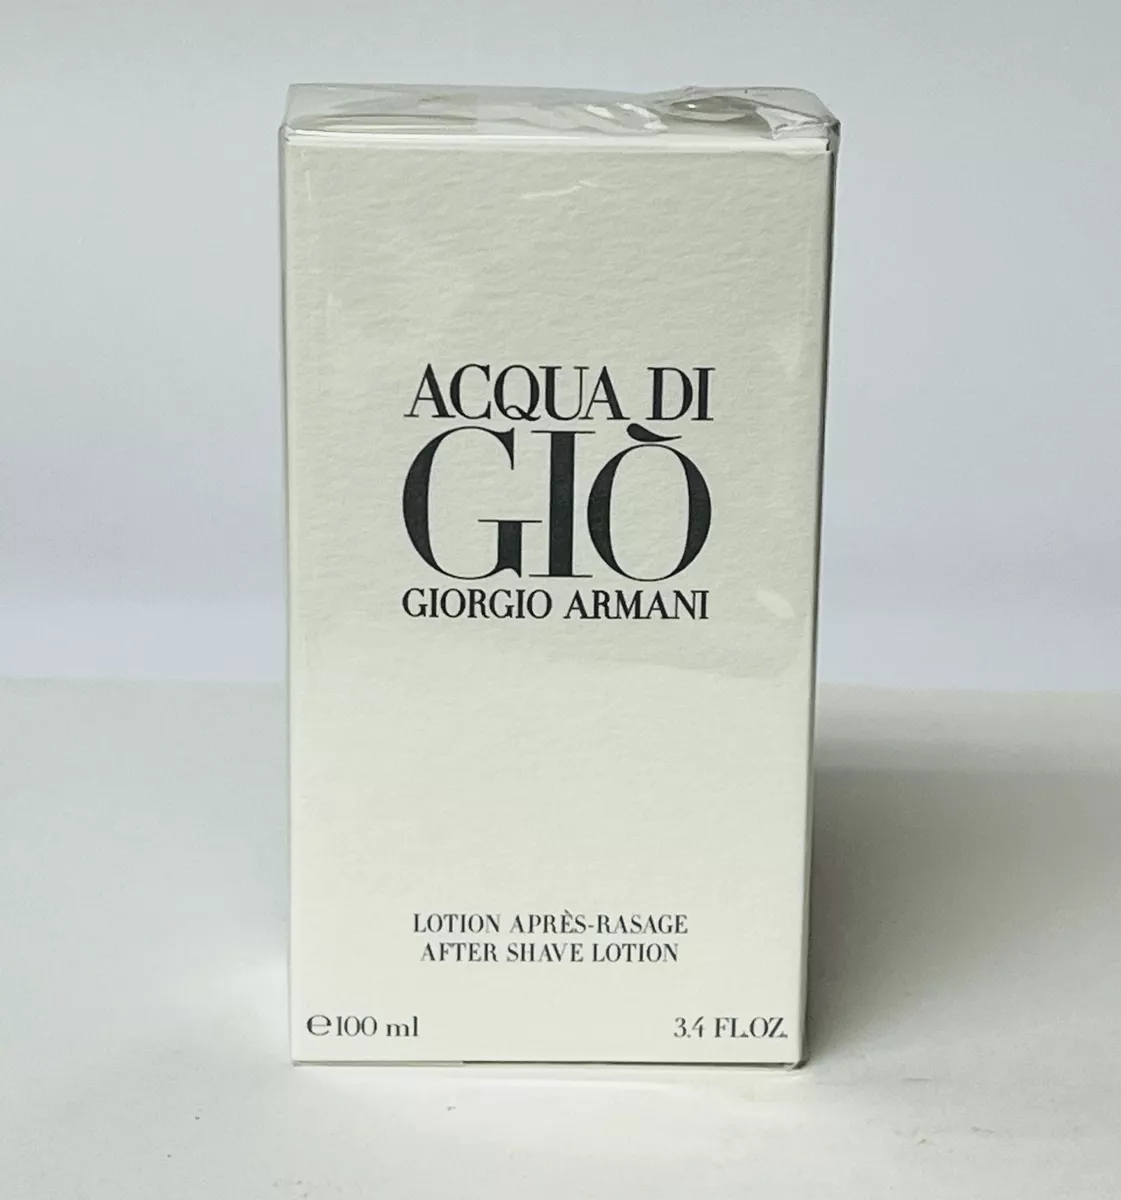 ACQUA DI
GIÒ
GIORGIO ARMANI
LOTION APRÈS-RASAGE
AFTER SHAVE LOTION
℮100 ml
3.4 FL.OZ.